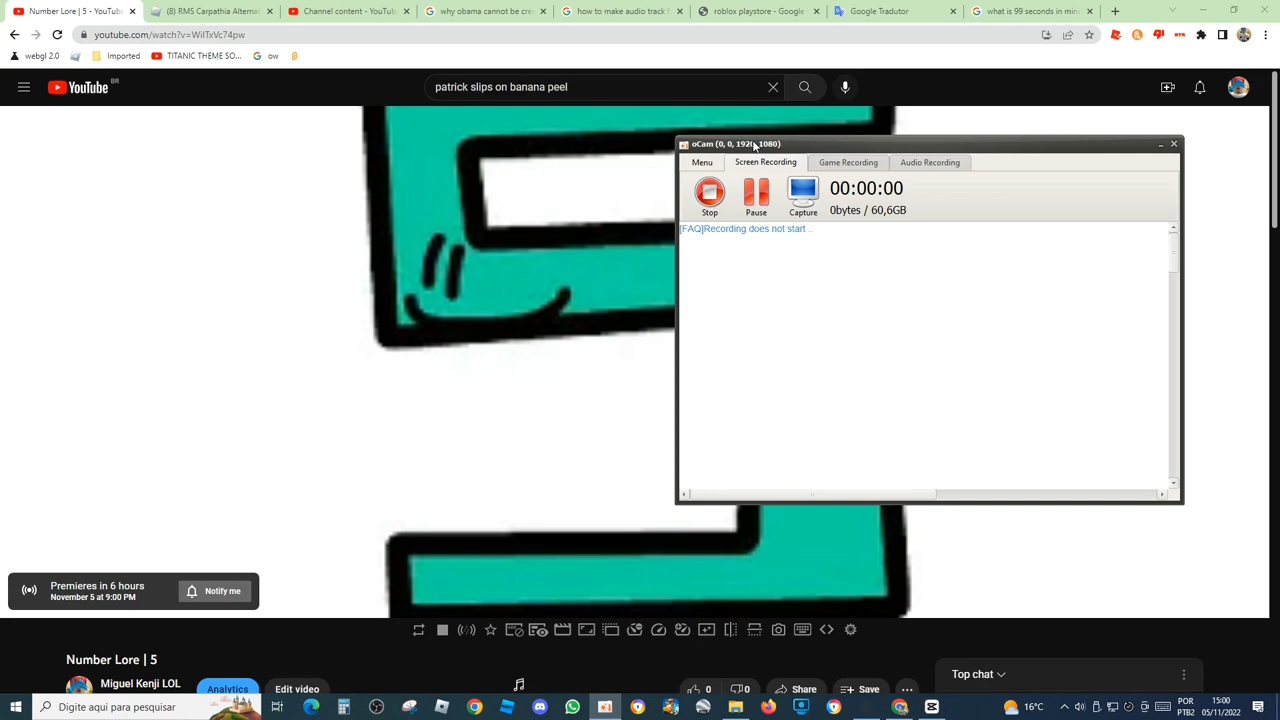 Number Lore | 5 - YouTube
(8) RMS Carpathia Alternat
Channel content - YouTube
why obama cannot be cre
how to make audio track f
roblox playstore - Google
Google Tradutor
what is 99 seconds in minu
youtube.com/watch?v=WiITxVc74pw
webgl 2.0
Imported
TITANIC THEME SO...
ow
YouTube BR
patrick slips on banana peel
oCam (0, 0, 1920, 1080)
Menu
Screen Recording
Game Recording
Audio Recording
00:00:00
0bytes / 60,6GB
Stop
Pause
Capture
[FAQ]Recording does not start ..
Premieres in 6 hours
November 5 at 9:00 PM
Notify me
Number Lore | 5
Top chat
Miguel Kenji LOL
Analytics
Edit video
0
0
Share
Save
Digite aqui para pesquisar
16°C
POR
PTB2
15:00
05/11/2022